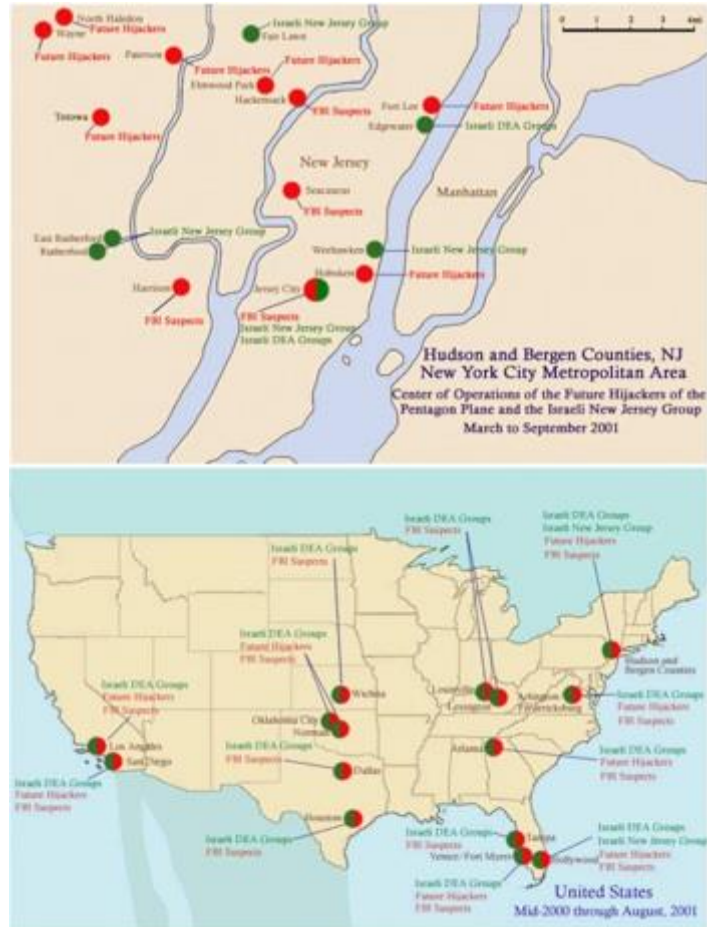 North Haledon
Future Hijackers
Wayne
Future Hijackers
Israeli New Jersey Group
Fair Lawn
0 1 2 3 4mi
Paterson
Future Hijackers
Future Hijackers
Elmwood Park
Hackensack
FBI Suspects
Fort Lee
Future Hijackers
Totowa
Future Hijackers
Edgewater
Israeli DEA Groups
New Jersey
Manhattan
Secaucus
FBI Suspects
East Rutherford
Israeli New Jersey Group
Rutherford
Weehawken
Israeli New Jersey Group
Hoboken
Future Hijackers
Harrison
FBI Suspects
Jersey City
FBI Suspects
Israeli New Jersey Group
Israeli DEA Groups
Hudson and Bergen Counties, NJ
New York City Metropolitan Area
Center of Operations of the Future Hijackers of the
Pentagon Plane and the Israeli New Jersey Group
March to September 2001
Israeli DEA Groups
FBI Suspects
Israeli DEA Groups
Israeli New Jersey Group
Future Hijackers
FBI Suspects
Israeli DEA Groups
FBI Suspects
Israeli DEA Groups
Future Hijackers
FBI Suspects
Hudson and
Bergen Counties
Israeli DEA Groups
Future Hijackers
FBI Suspects
Wichita
Louisville
Lexington
Arlington
Fredericksburg
Israeli DEA Groups
Future Hijackers
FBI Suspects
Oklahoma City
Norman
Los Angeles
San Diego
Israeli DEA Groups
FBI Suspects
Dallas
Atlanta
Israeli DEA Groups
Future Hijackers
FBI Suspects
Israeli DEA Groups
Future Hijackers
FBI Suspects
Houston
Israeli DEA Groups
FBI Suspects
Israeli DEA Groups
FBI Suspects
Tampa
Venice/Fort Myers
Hollywood
Israeli DEA Groups
Israeli New Jersey Group
Future Hijackers
FBI Suspects
Israeli DEA Groups
Future Hijackers
FBI Suspects
United States
Mid-2000 through August, 2001